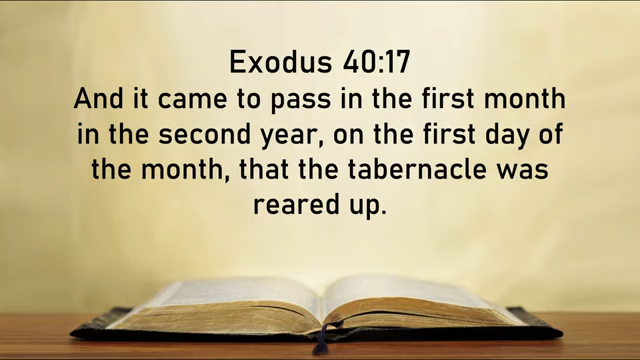 Exodus 40:17
And it came to pass in the first month
in the second year, on the first day of
the month, that the tabernacle was
reared up.